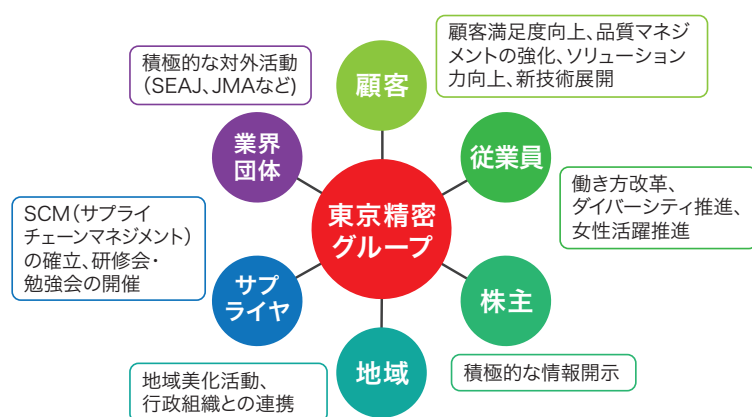 積極的な対外活動
（SEAJ、JMAなど)
顧客
顧客満足度向上、品質マネジ
メントの強化、ソリューション
力向上、新技術展開
業界
団体
従業員
東京精密
グループ
働き方改革、
ダイバーシティ推進、
女性活躍推進
SCM（サプライ
チェーンマネジメント）
の確立、研修会・
勉強会の開催
サプ
ライヤ
株主
地域
積極的な情報開示
地域美化活動、
行政組織との連携